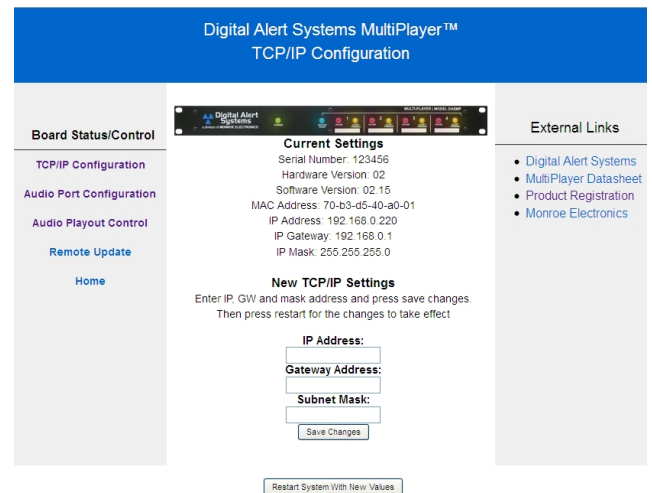 Digital Alert Systems MultiPlayer™
TCP/IP Configuration
Board Status/Control
TCP/IP Configuration
Audio Port Configuration
Audio Playout Control
Remote Update
Home
Digital Alert
Systems
MULTI-PLAYER | MODEL DASMP
Current Settings
Serial Number: 123456
Hardware Version: 02
Software Version: 02.15
MAC Address: 70-b3-d5-40-a0-01
IP Address: 192.168.0.220
IP Gateway: 192.168.0.1
IP Mask: 255.255.255.0
New TCP/IP Settings
Enter IP, GW and mask address and press save changes.
Then press restart for the changes to take effect
IP Address:
Gateway Address:
Subnet Mask:
Save Changes
Restart System With New Values
External Links
Digital Alert Systems
MultiPlayer Datasheet
Product Registration
Monroe Electronics